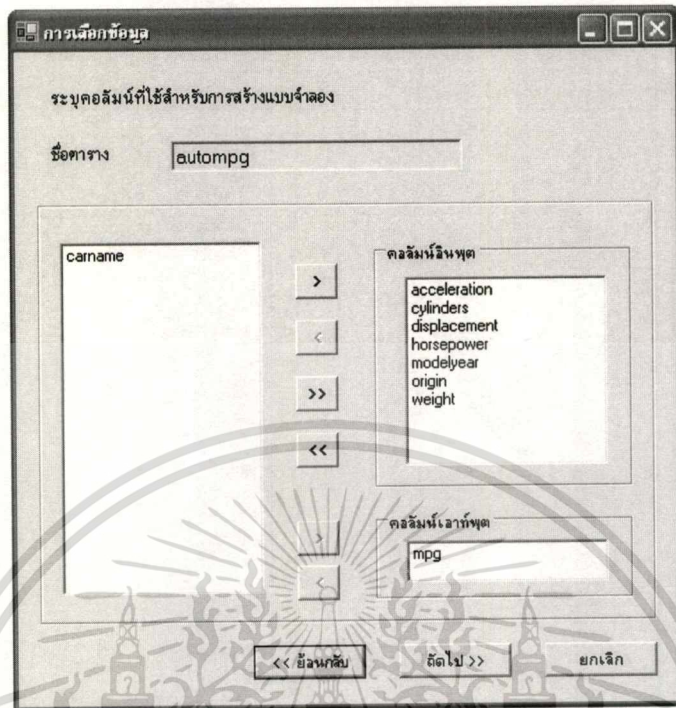 การเลือกข้อมูล
ระบุคอลัมน์ที่ใช้สำหรับการสร้างแบบจำลอง
ชื่อตาราง autompg
carname
>
<
>>
<<
>
<
คอลัมน์อินพุต
acceleration
cylinders
displacement
horsepower
modelyear
origin
weight
คอลัมน์เอาท์พุต
mpg
<< ย้อนกลับ ถัดไป >> ยกเลิก